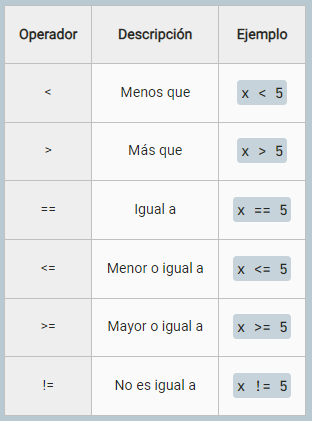 Operador Descripción Ejemplo
< Menos que x < 5
> Más que x > 5
== Igual a x == 5
<= Menor o igual a x <= 5
>= Mayor o igual a x >= 5
!= No es igual a x != 5